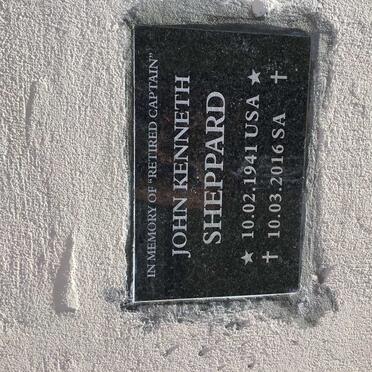 IN MEMORY OF "RETIRED CAPTAIN"
JOHN KENNETH
SHEPPARD
★ 10.02.1941 USA ★
✝ 10.03.2016 SA ✝